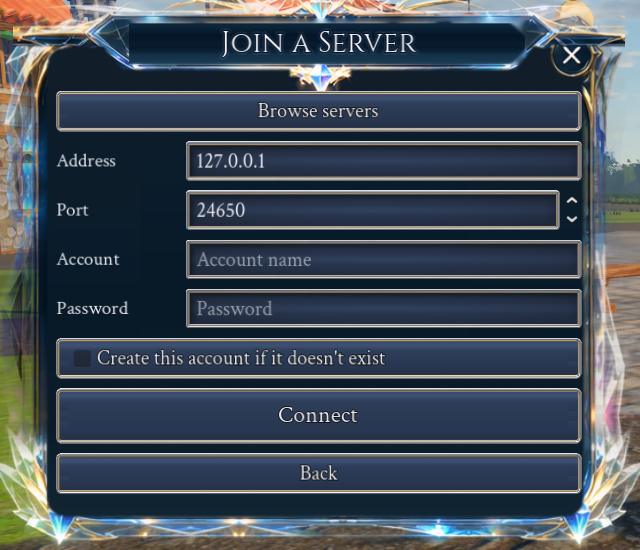 Join a Server
Browse servers
Address
127.0.0.1
Port
24650
Account
Account name
Password
Password
Create this account if it doesn't exist
Connect
Back